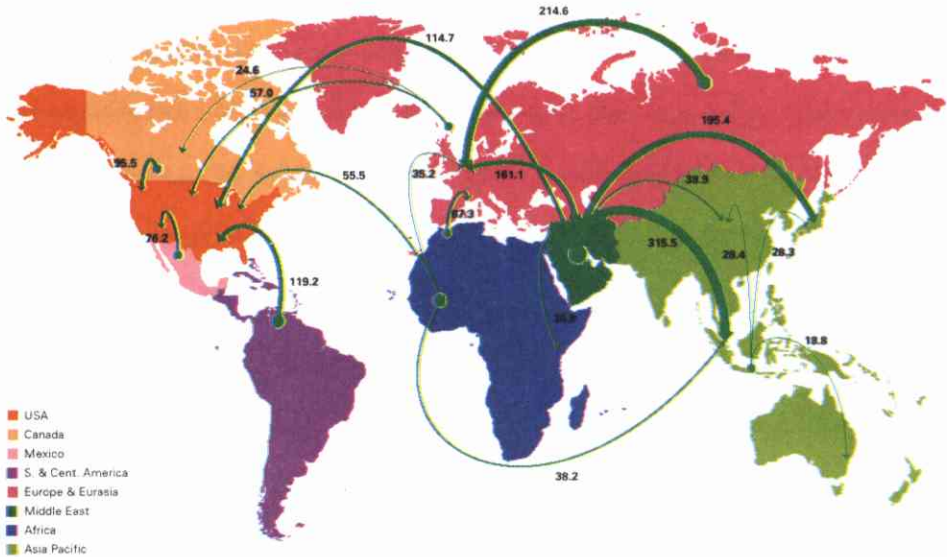 214.6
114.7
24.6
57.0
195.4
95.5
55.5
35.2
161.1
38.9
67.3
76.2
315.5
28.4
28.3
119.2
18.8
38.2
USA
Canada
Mexico
S. & Cent. America
Europe & Eurasia
Middle East
Africa
Asia Pacific